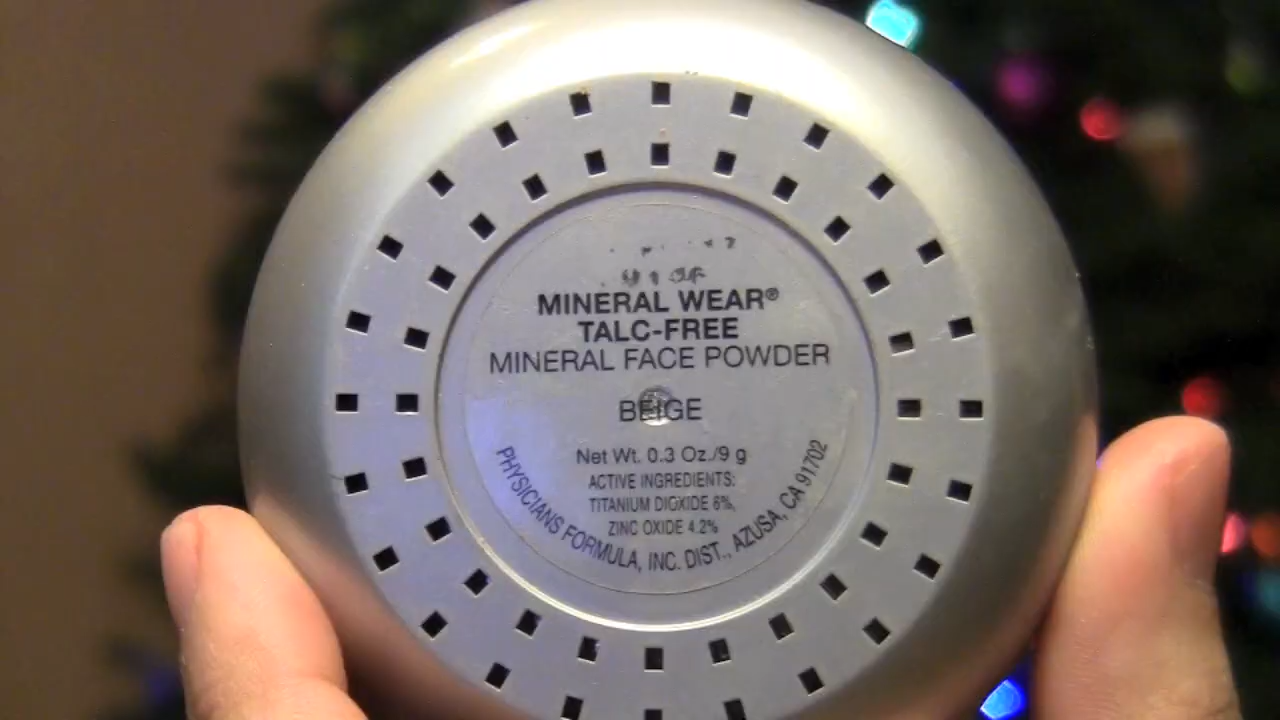 MINERAL WEAR®
TALC-FREE
MINERAL FACE POWDER
BEIGE
Net Wt. 0.3 Oz./9 g
ACTIVE INGREDIENTS:
TITANIUM DIOXIDE 6%,
ZINC OXIDE 4.2%
PHYSICIANS FORMULA, INC. DIST., AZUSA, CA 91702